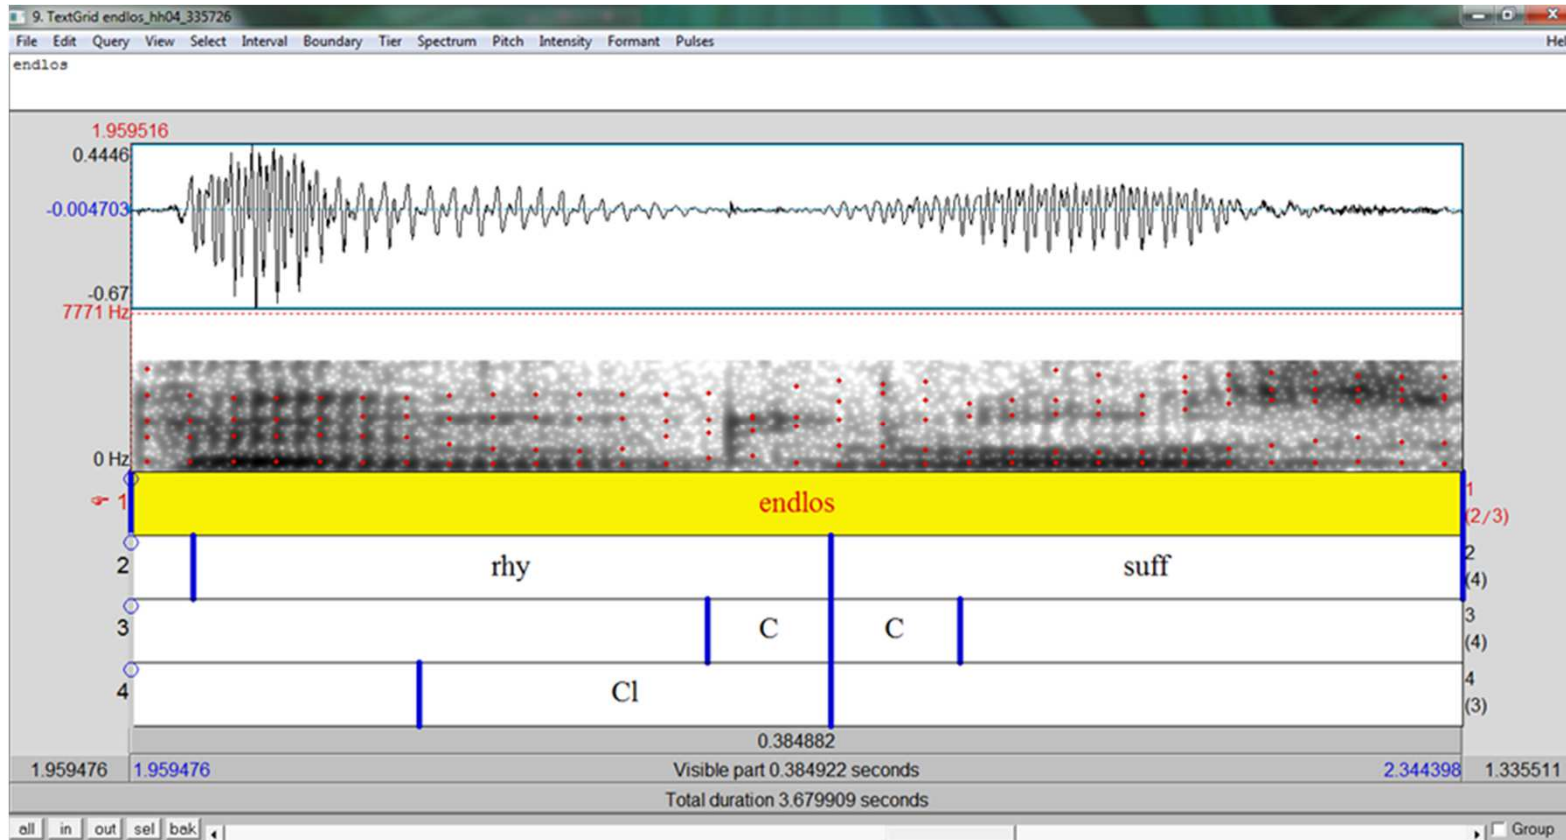 9. TextGrid endlos_hh04_335726
File Edit Query View Select Interval Boundary Tier Spectrum Pitch Intensity Formant Pulses Hel
endlos
1.959516
0.4446
-0.004703
-0.67
7771 Hz
0 Hz
1 endlos 1
(2/3)
2 rhy suff 2
(4)
3 C C 3
(4)
4 Cl 4
(3)
0.384882
1.959476 1.959476 Visible part 0.384922 seconds 2.344398 1.335511
Total duration 3.679909 seconds
all in out sel bak Group